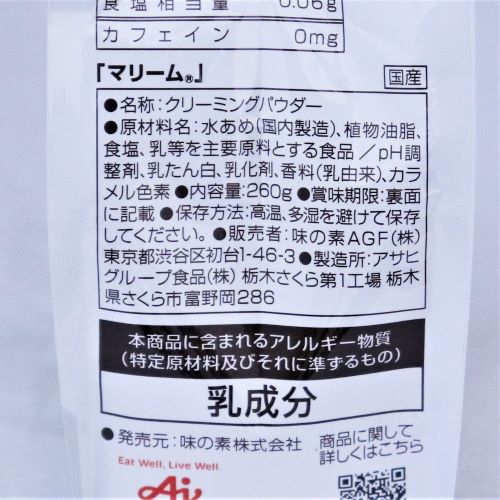 食塩相当量 0.06g
カフェイン 0mg
「マリーム®」 国産
●名称:クリーミングパウダー
●原材料名:水あめ(国内製造)、植物油脂、
食塩、乳等を主要原料とする食品/pH調
整剤、乳たん白、乳化剤、香料(乳由来)、カラ
メル色素 ●内容量:260g ●賞味期限:裏面
に記載 ●保存方法:高温、多湿を避けて保存
してください。●販売者:味の素AGF(株)
東京都渋谷区初台1-46-3 ●製造所:アサヒ
グループ食品(株) 栃木さくら第1工場 栃木
県さくら市富野岡286
本商品に含まれるアレルギー物質
(特定原材料及びそれに準ずるもの)
乳成分
● 発売元:味の素株式会社
商品に関して
詳しくはこちら
Eat Well, Live Well.
Aj